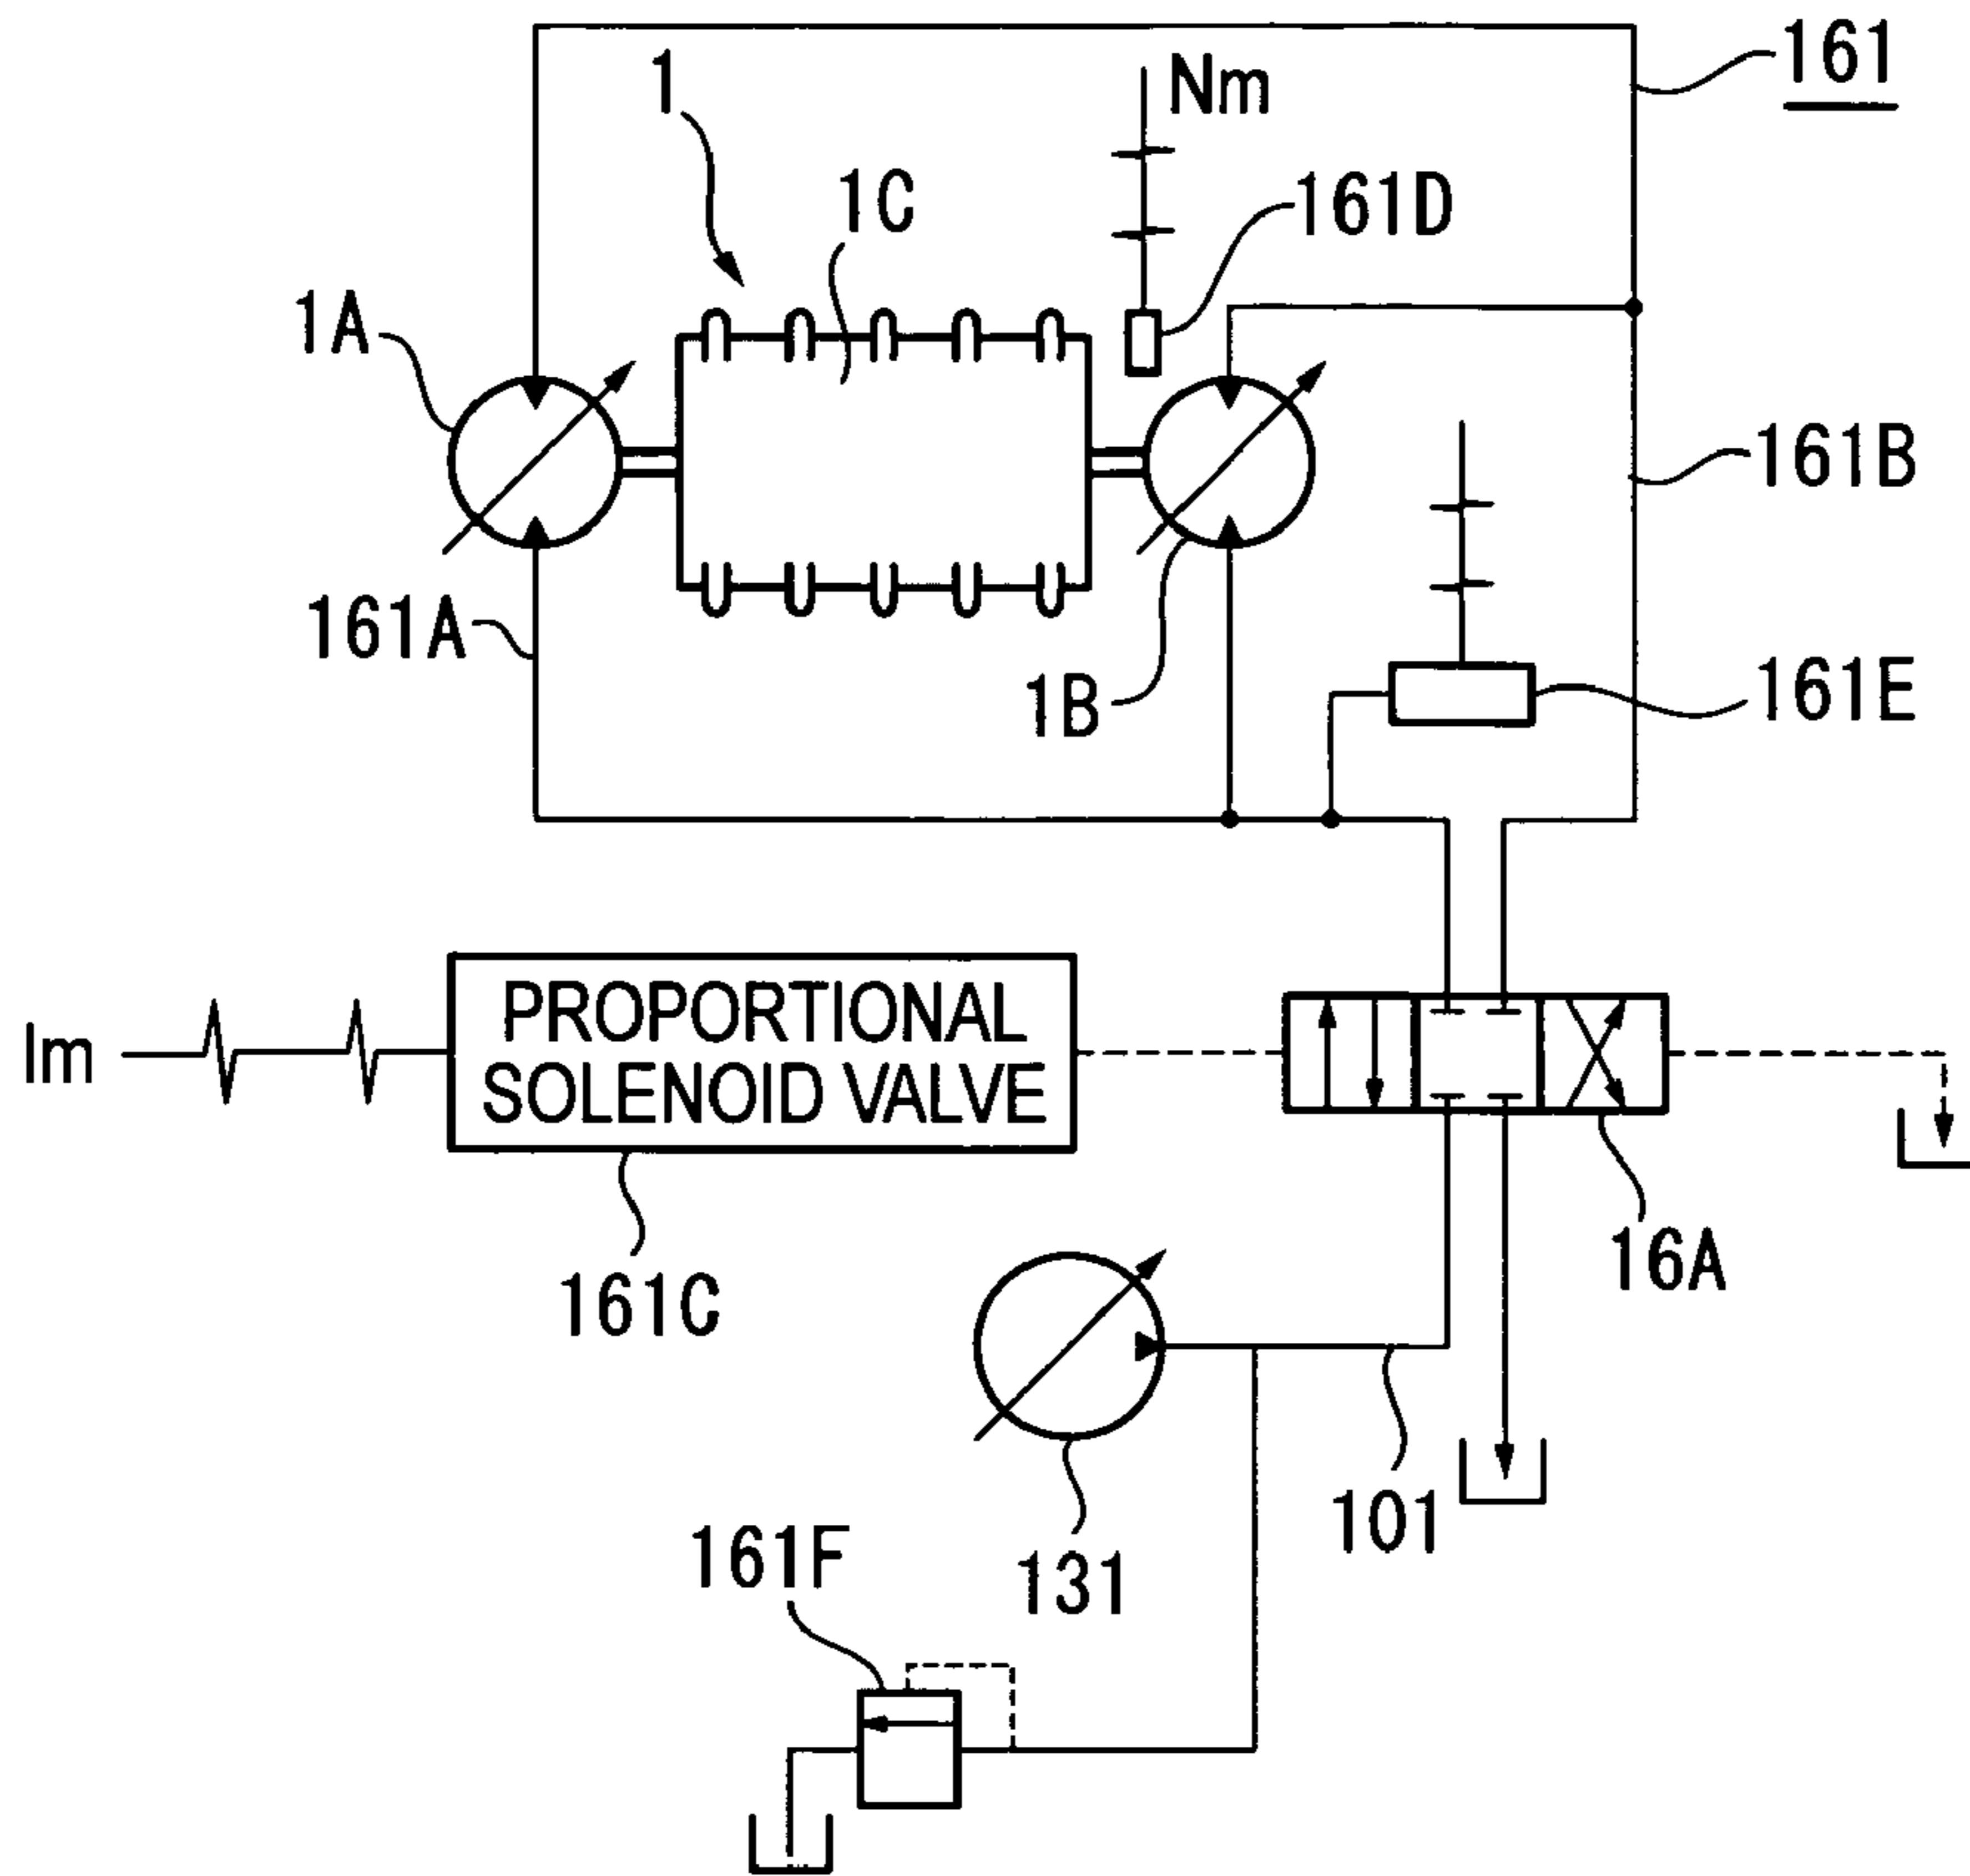 161
1
Nm
1C
161D
1A
161B
161A
1B
161E
Im
PROPORTIONAL
SOLENOID VALVE
16A
161C
101
161F
131